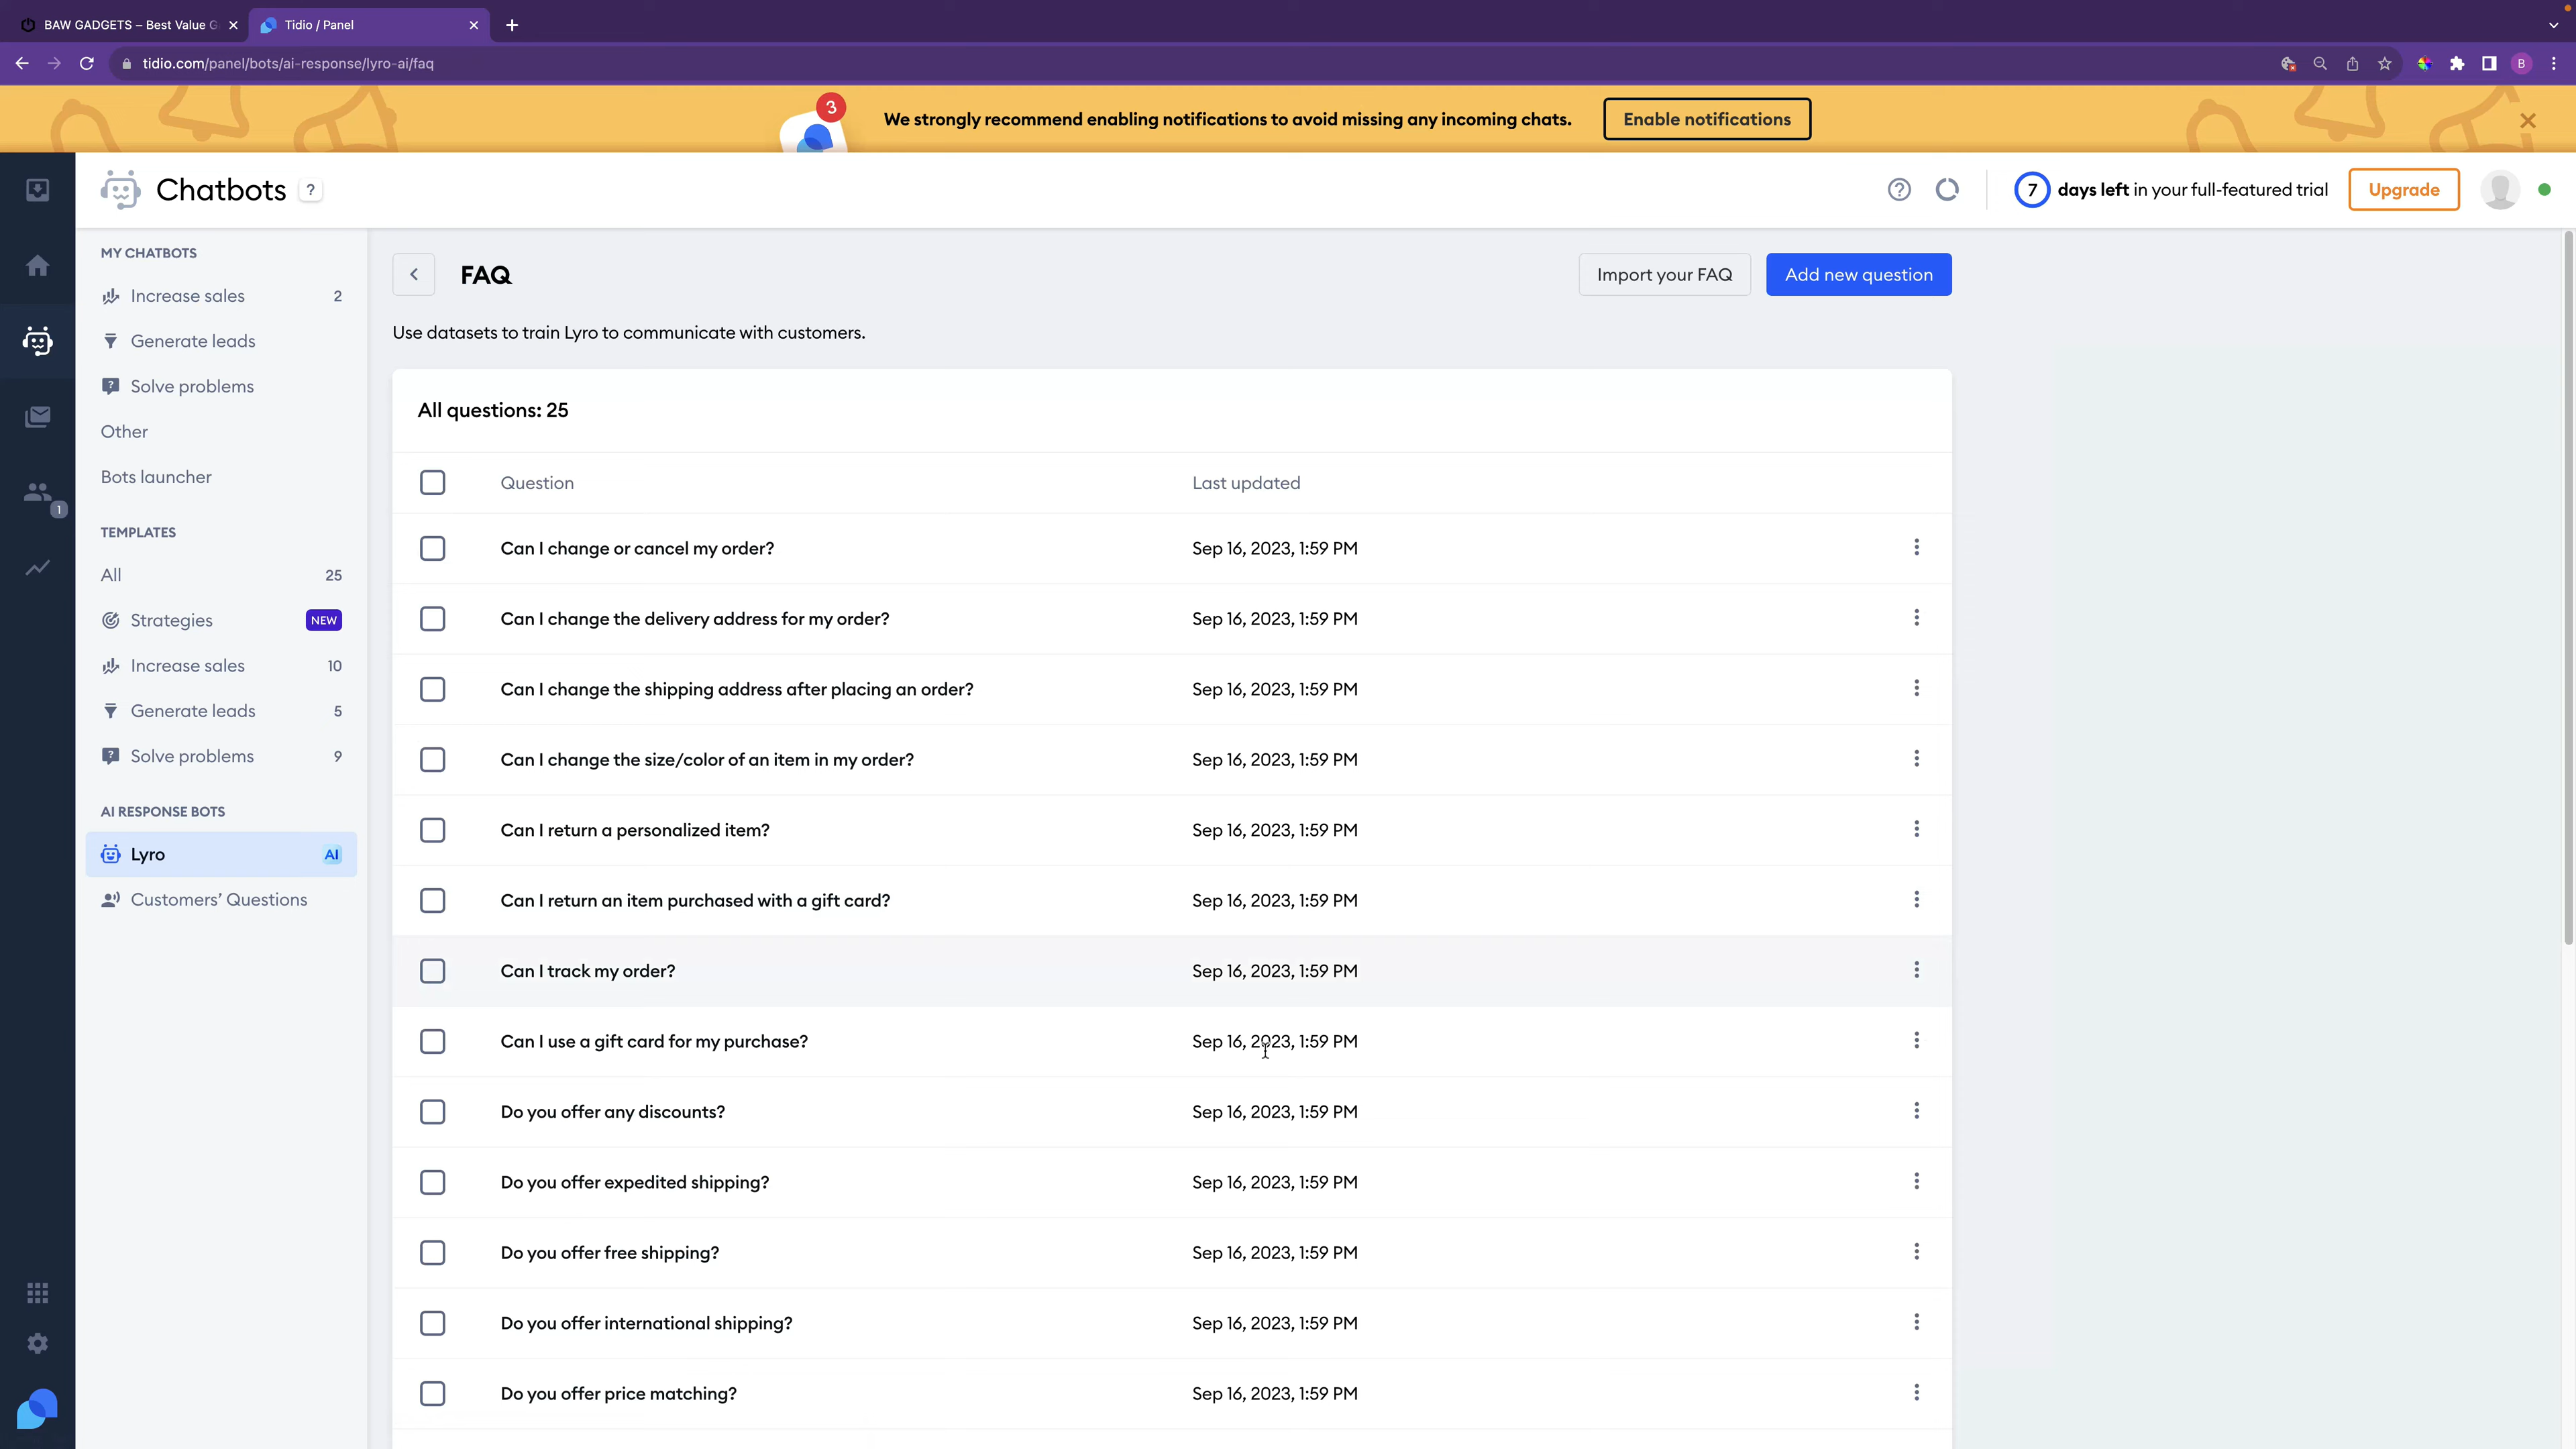 BAW GADGETS – Best Value G
Tidio / Panel
tidio.com/panel/bots/ai-response/lyro-ai/faq
B
3
We strongly recommend enabling notifications to avoid missing any incoming chats.
Enable notifications
Chatbots
?
7 days left in your full-featured trial
Upgrade
MY CHATBOTS
Increase sales 2
Generate leads
Solve problems
Other
Bots launcher
1
TEMPLATES
All 25
Strategies NEW
Increase sales 10
Generate leads 5
Solve problems 9
AI RESPONSE BOTS
Lyro AI
Customers' Questions
FAQ
Import your FAQ
Add new question
Use datasets to train Lyro to communicate with customers.
All questions: 25
Question Last updated
Can I change or cancel my order? Sep 16, 2023, 1:59 PM
Can I change the delivery address for my order? Sep 16, 2023, 1:59 PM
Can I change the shipping address after placing an order? Sep 16, 2023, 1:59 PM
Can I change the size/color of an item in my order? Sep 16, 2023, 1:59 PM
Can I return a personalized item? Sep 16, 2023, 1:59 PM
Can I return an item purchased with a gift card? Sep 16, 2023, 1:59 PM
Can I track my order? Sep 16, 2023, 1:59 PM
Can I use a gift card for my purchase? Sep 16, 2023, 1:59 PM
Do you offer any discounts? Sep 16, 2023, 1:59 PM
Do you offer expedited shipping? Sep 16, 2023, 1:59 PM
Do you offer free shipping? Sep 16, 2023, 1:59 PM
Do you offer international shipping? Sep 16, 2023, 1:59 PM
Do you offer price matching? Sep 16, 2023, 1:59 PM